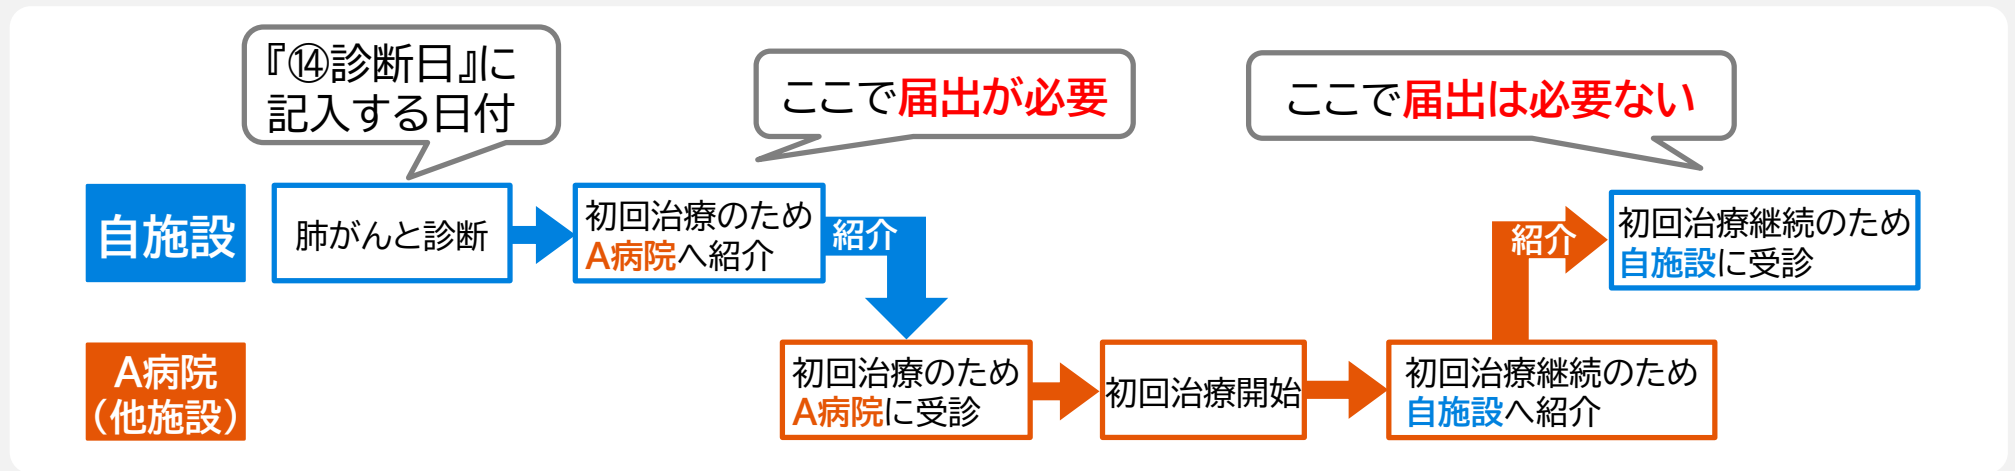 『⑭診断日』に
記入する日付
ここで届出が必要
ここで届出は必要ない
自施設
肺がんと診断
初回治療のため
A病院へ紹介
紹介
紹介
初回治療継続のため
自施設に受診
A病院
（他施設）
初回治療のため
A病院に受診
初回治療開始
初回治療継続のため
自施設へ紹介